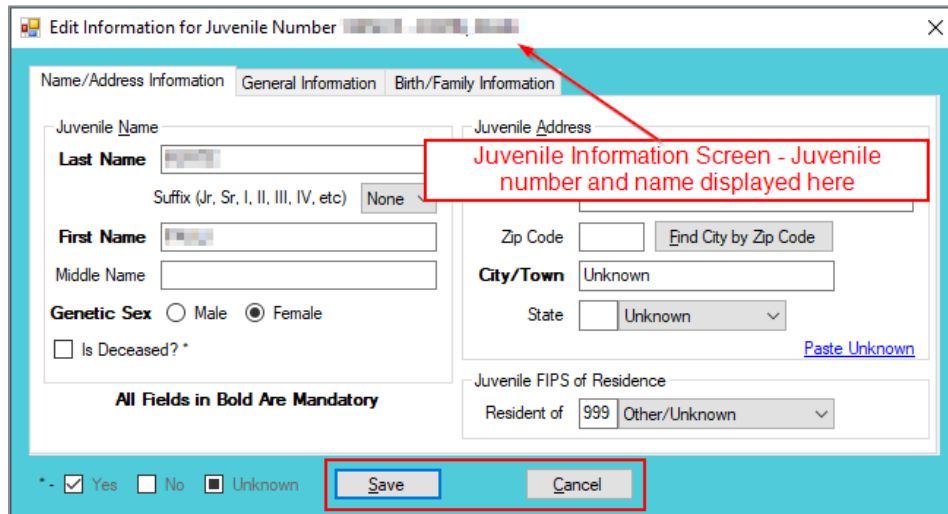 Edit Information for Juvenile Number
Name/Address Information General Information Birth/Family Information
Juvenile Name
Last Name
Suffix (Jr, Sr, I, II, III, IV, etc) None
First Name
Middle Name
Genetic Sex Male Female
Is Deceased? *
All Fields in Bold Are Mandatory
Juvenile Address
Juvenile Information Screen - Juvenile
number and name displayed here
Zip Code Find City by Zip Code
City/Town Unknown
State Unknown
Paste Unknown
Juvenile FIPS of Residence
Resident of 999 Other/Unknown
* - Yes No Unknown Save Cancel